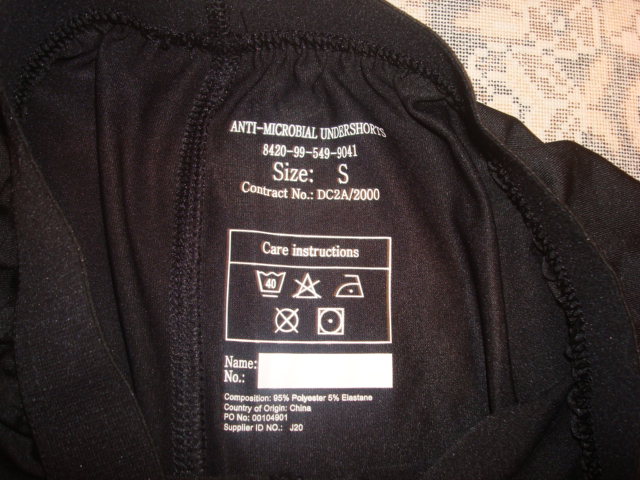 ANTI-MICROBIAL UNDERSHORTS
8420-99-549-9041
Size: S
Contract No.: DC2A/2000
Care instructions
40
Name:
No.:
Composition: 95% Polyester 5% Elastane
Country of Origin: China
PO No: 00104901
Supplier ID NO.: J20